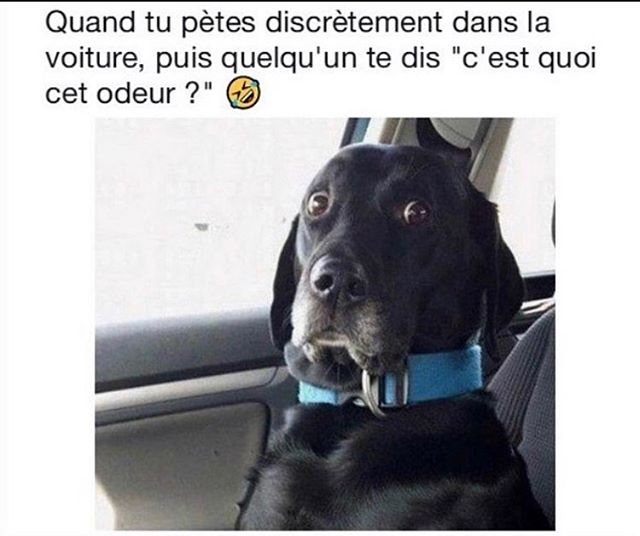 Quand tu pètes discrètement dans la
voiture, puis quelqu'un te dis "c'est quoi
cet odeur ?" 🤣